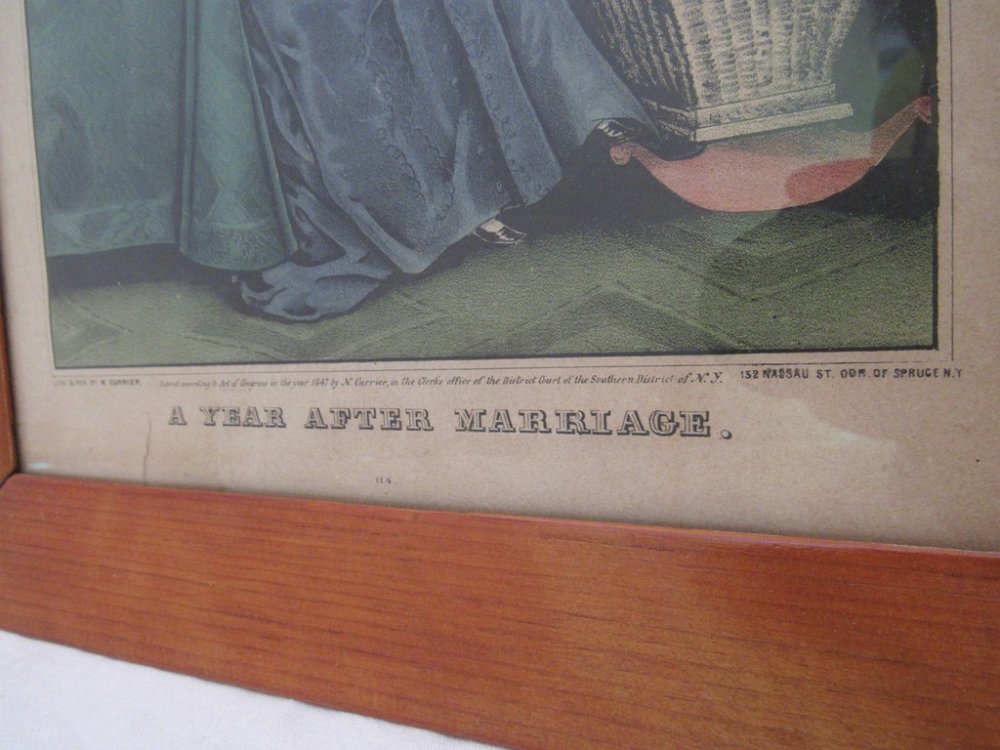 LITH. & PUB. BY N. CURRIER,
Entered according to Act of Congress in the year 1847 by N. Currier, in the Clerks office of the District Court of the Southern District of N.Y.
152 NASSAU ST. COR. OF SPRUCE N.Y
A YEAR AFTER MARRIAGE.